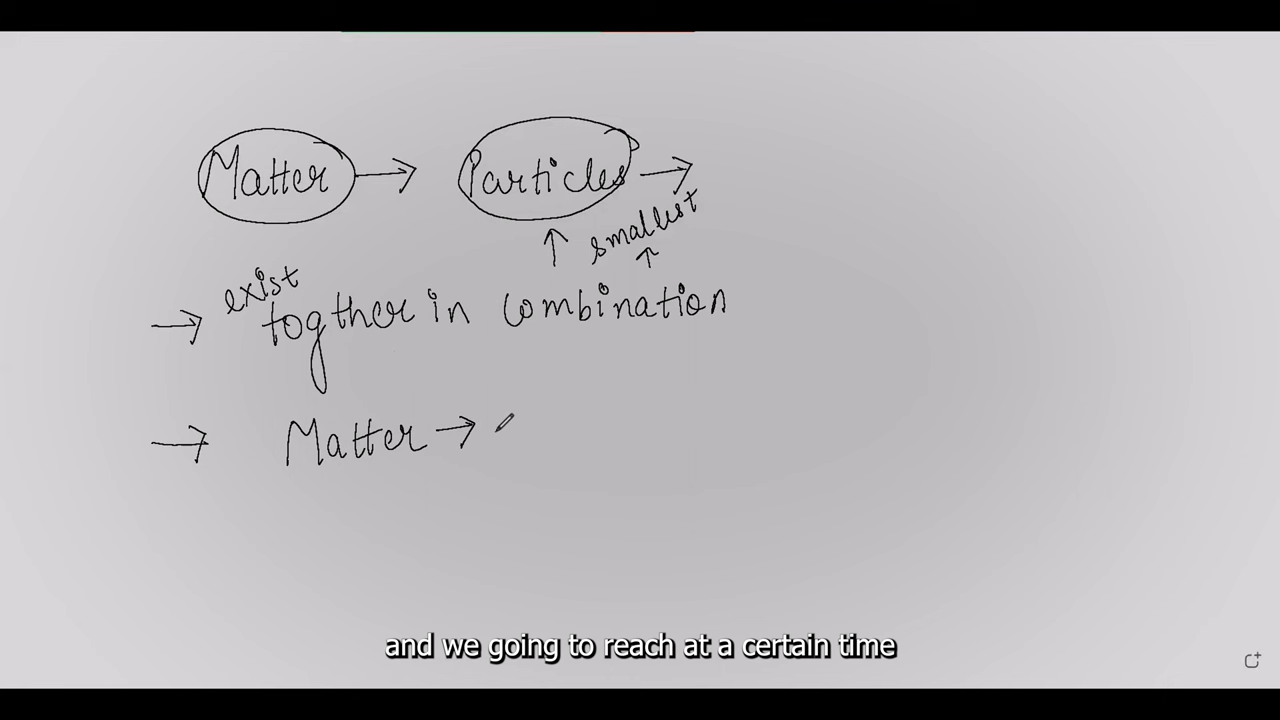 Matter → Particles →
smallest
↑ ↑
exist
→ togther in combination
→ Matter →
and we going to reach at a certain time